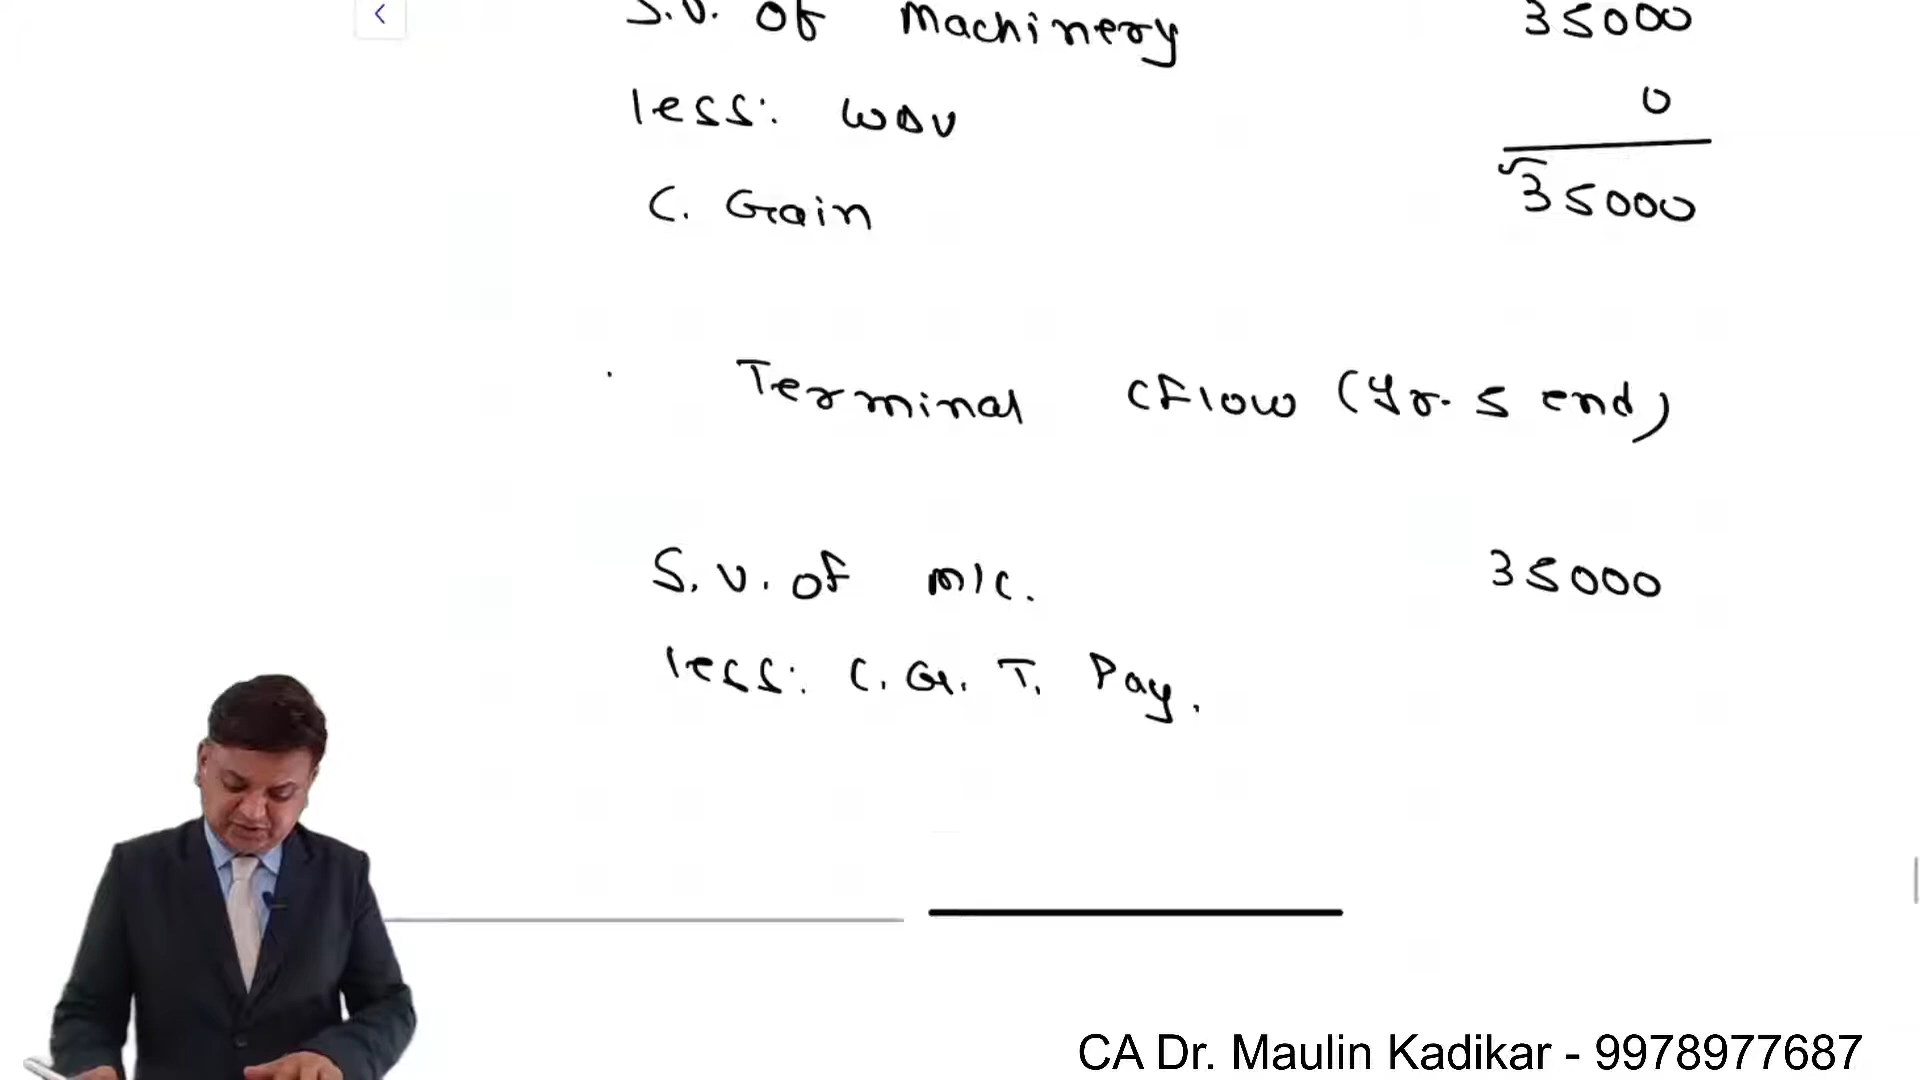 S.V. of Machinery 35000
less: WDV 0
C. Gain 35000
Terminal CFlow (Yr. 5 end)
S.V. of M/C. 35000
less: C.G. T. Pay.
CA Dr. Maulin Kadikar - 9978977687